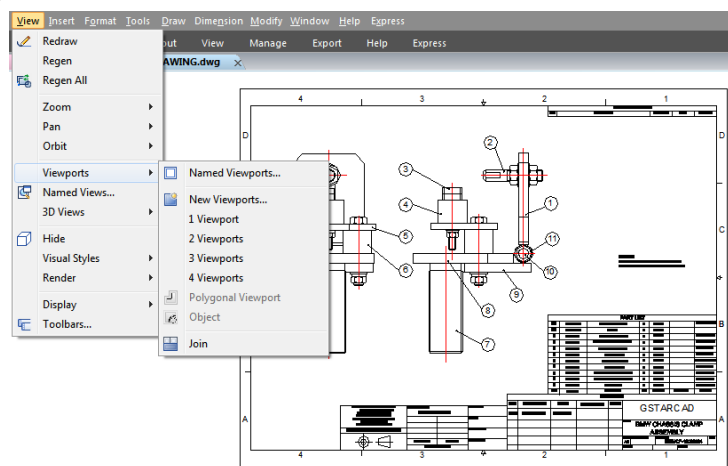 View Insert Format Tools Draw Dimension Modify Window Help Express
out View Manage Export Help Express
AWING.dwg
Redraw
Regen
Regen All
Zoom
Pan
Orbit
Viewports
Named Views...
3D Views
Hide
Visual Styles
Render
Display
Toolbars...
Named Viewports...
New Viewports...
1 Viewport
2 Viewports
3 Viewports
4 Viewports
Polygonal Viewport
Object
Join
4 3 2 1
D D
C
B
A A
2
3
1
4
5
11
6
10
9
8
7
PART LIST
GSTARCAD
BMW CHASSIS CLAMP
ASSEMBLY
4 3 2 1